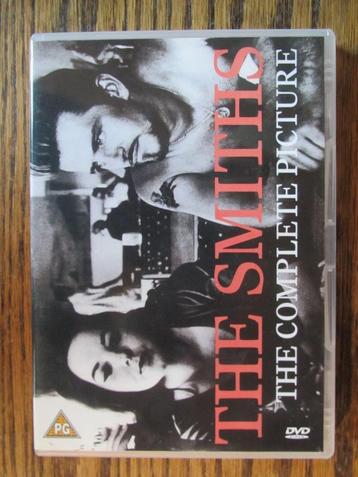 THE SMITHS
THE COMPLETE PICTURE
PG
DVD